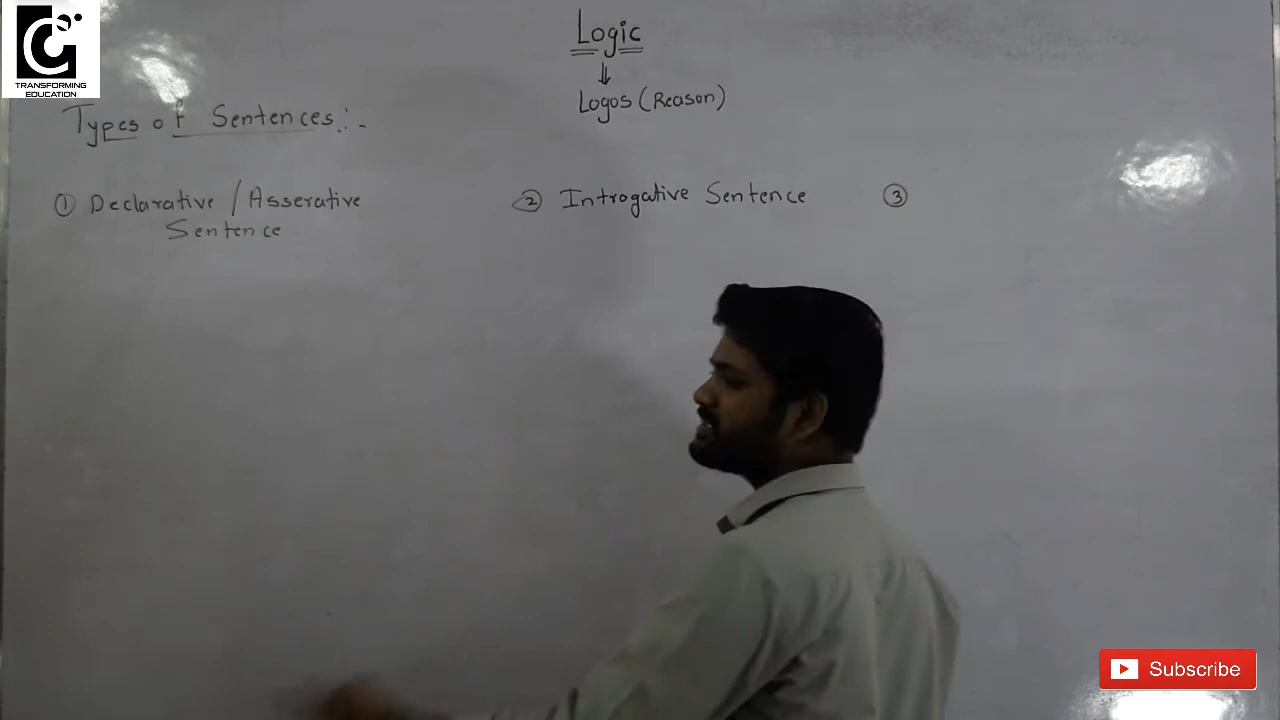 TRANSFORMING
EDUCATION
Logic
⇓
Logos (Reason)
Types of Sentences:-
① Declarative / Asserative
Sentence
② Introgative Sentence
③
Subscribe